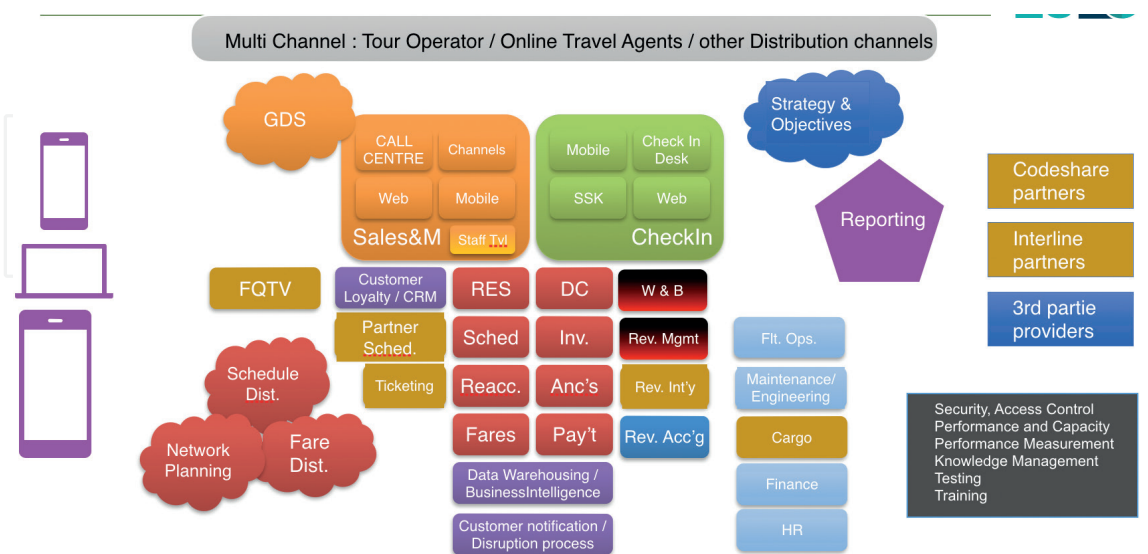 Multi Channel : Tour Operator / Online Travel Agents / other Distribution channels
GDS
CALL
CENTRE
Channels
Web
Mobile
Sales&M
Staff Tvl
Mobile
Check In
Desk
SSK
Web
CheckIn
Strategy &
Objectives
Reporting
Codeshare
partners
Interline
partners
3rd partie
providers
FQTV
Customer
Loyalty / CRM
RES
DC
W & B
Partner
Sched.
Sched
Inv.
Rev. Mgmt
Flt. Ops.
Schedule
Dist.
Ticketing
Reacc.
Anc's
Rev. Int'y
Maintenance/
Engineering
Network
Planning
Fare
Dist.
Fares
Pay't
Rev. Acc'g
Cargo
Data Warehousing /
BusinessIntelligence
Finance
Customer notification /
Disruption process
HR
Security, Access Control
Performance and Capacity
Performance Measurement
Knowledge Management
Testing
Training